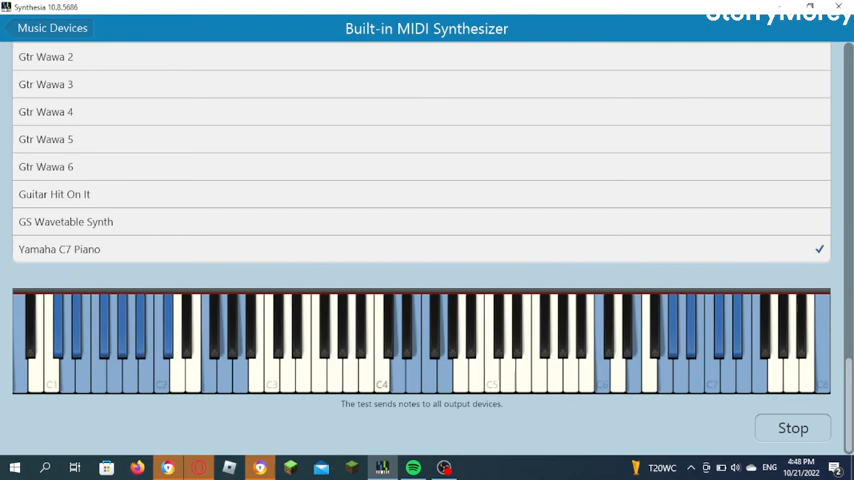 Synthesia 10.8.5686
StorryMorey
Music Devices
Built-in MIDI Synthesizer
Gtr Wawa 2
Gtr Wawa 3
Gtr Wawa 4
Gtr Wawa 5
Gtr Wawa 6
Guitar Hit On It
GS Wavetable Synth
Yamaha C7 Piano
C1 C2 C3 C4 C5 C6 C7 C8
The test sends notes to all output devices.
Stop
T20WC
ENG
4:48 PM
10/21/2022
2